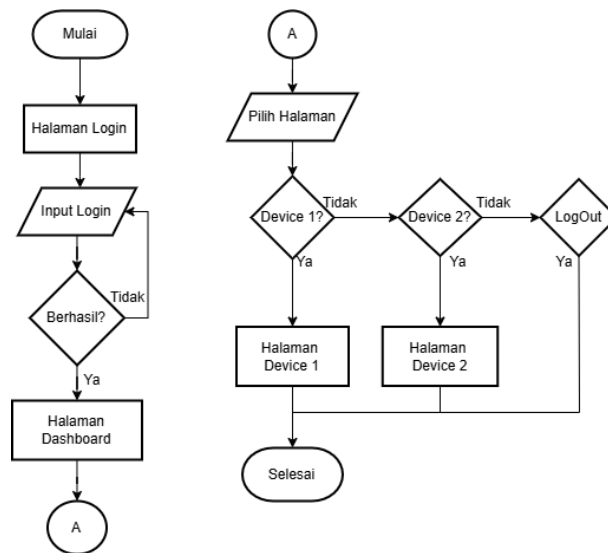 Mulai
Halaman Login
Input Login
Tidak
Berhasil?
Ya
Halaman
Dashboard
A
A
Pilih Halaman
Device 1?
Tidak
Device 2?
Tidak
LogOut
Ya
Ya
Ya
Halaman
Device 1
Halaman
Device 2
Selesai